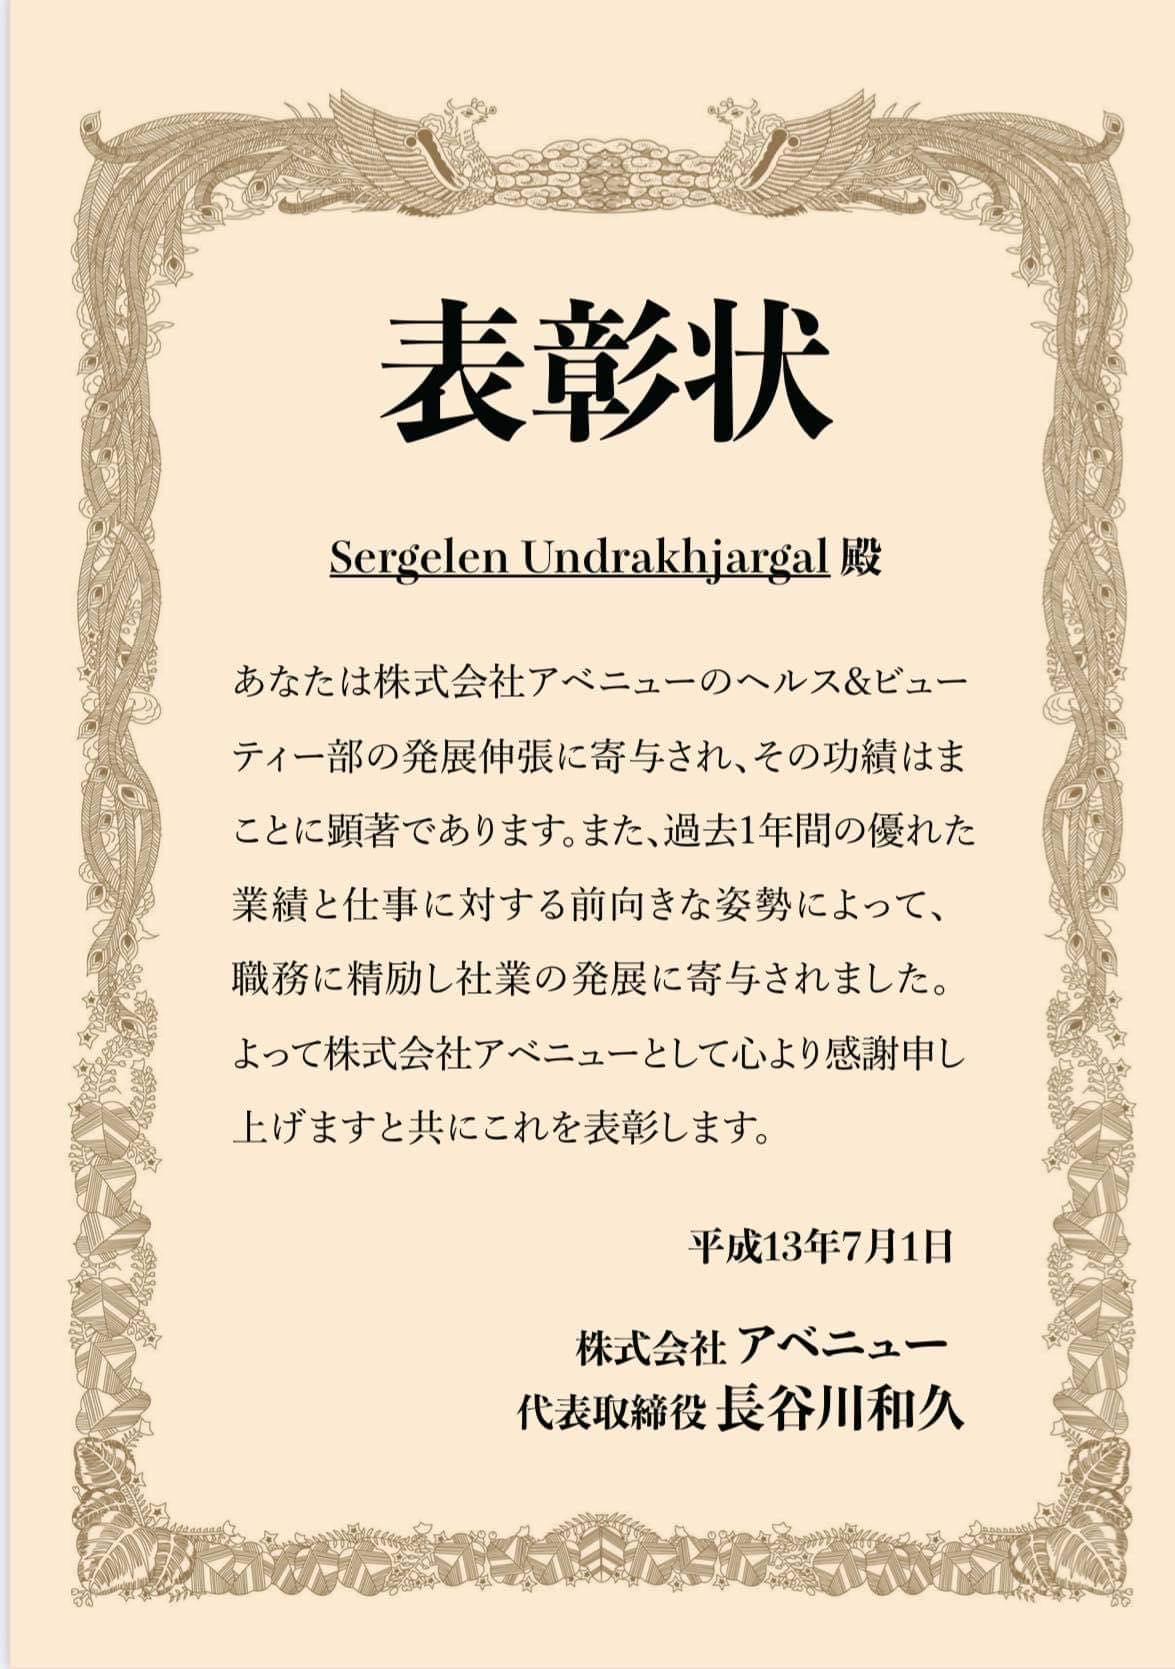 表彰状
Sergelen Undrakhjargal 殿
あなたは株式会社アベニューのヘルス&ビュー
ティー部の発展伸張に寄与され、その功績はま
ことに顕著であります。また、過去1年間の優れた
業績と仕事に対する前向きな姿勢によって、
職務に精励し社業の発展に寄与されました。
よって株式会社アベニューとして心より感謝申し
上げますと共にこれを表彰します。
平成13年7月1日
株式会社 アベニュー
代表取締役 長谷川和久